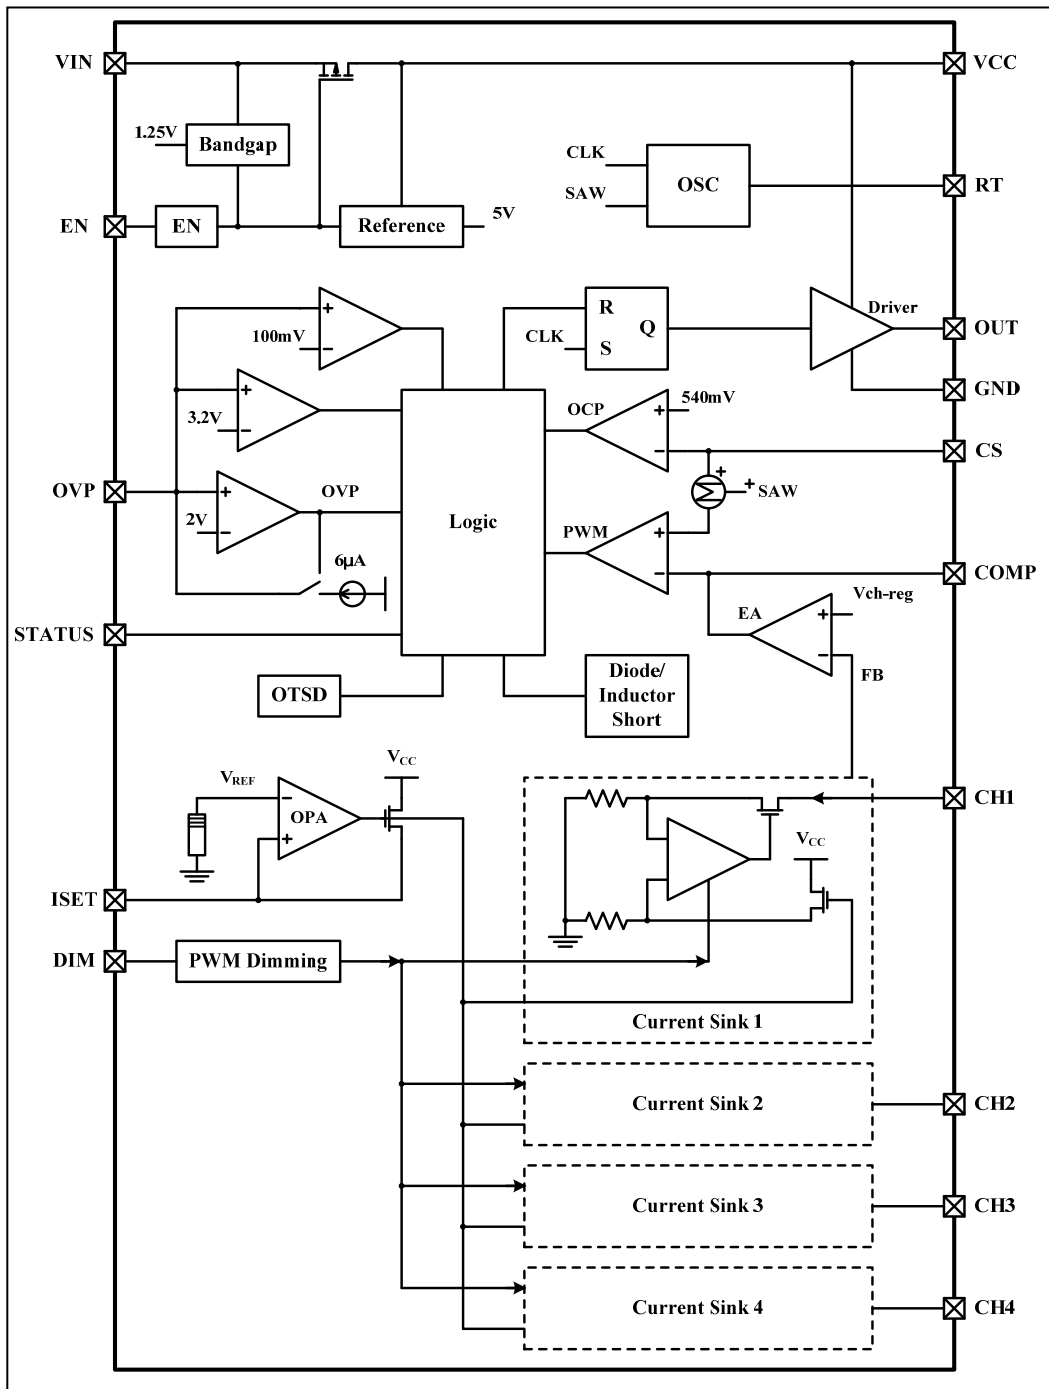 VIN
VCC
1.25V
Bandgap
CLK
SAW
OSC
RT
EN
EN
Reference
5V
100mV
CLK
R
S
Q
Driver
OUT
GND
3.2V
OCP
540mV
CS
OVP
2V
OVP
Logic
SAW
PWM
6μA
COMP
Vch-reg
EA
FB
STATUS
OTSD
Diode/
Inductor
Short
VREF
OPA
VCC
CH1
VCC
ISET
DIM
PWM Dimming
Current Sink 1
Current Sink 2
CH2
Current Sink 3
CH3
Current Sink 4
CH4